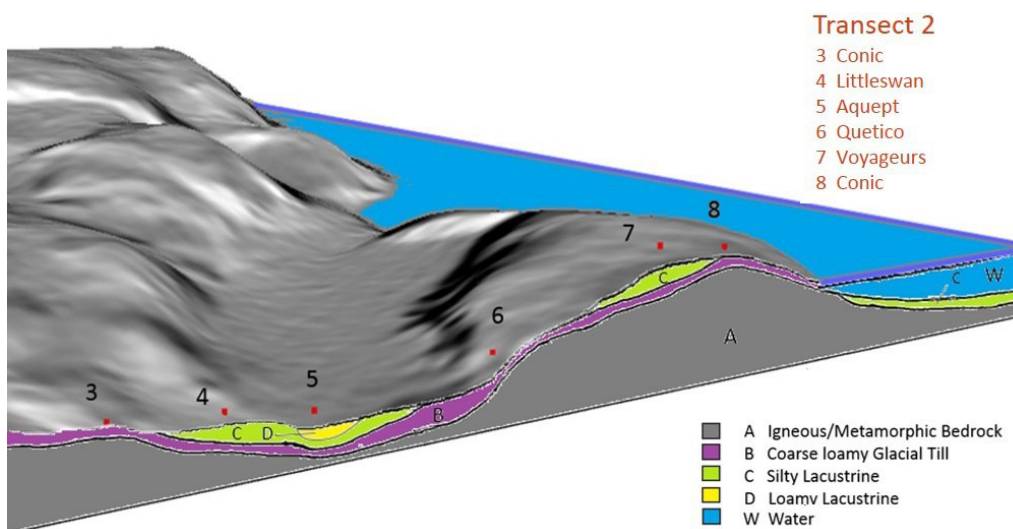 Transect 2
3 Conic
4 Littleswan
5 Aquept
6 Quetico
7 Voyageurs
8 Conic
8
7
C
C
W
6
A
3
4
5
C
D
B
A Igneous/Metamorphic Bedrock
B Coarse loamy Glacial Till
C Silty Lacustrine
D Loamy Lacustrine
W Water